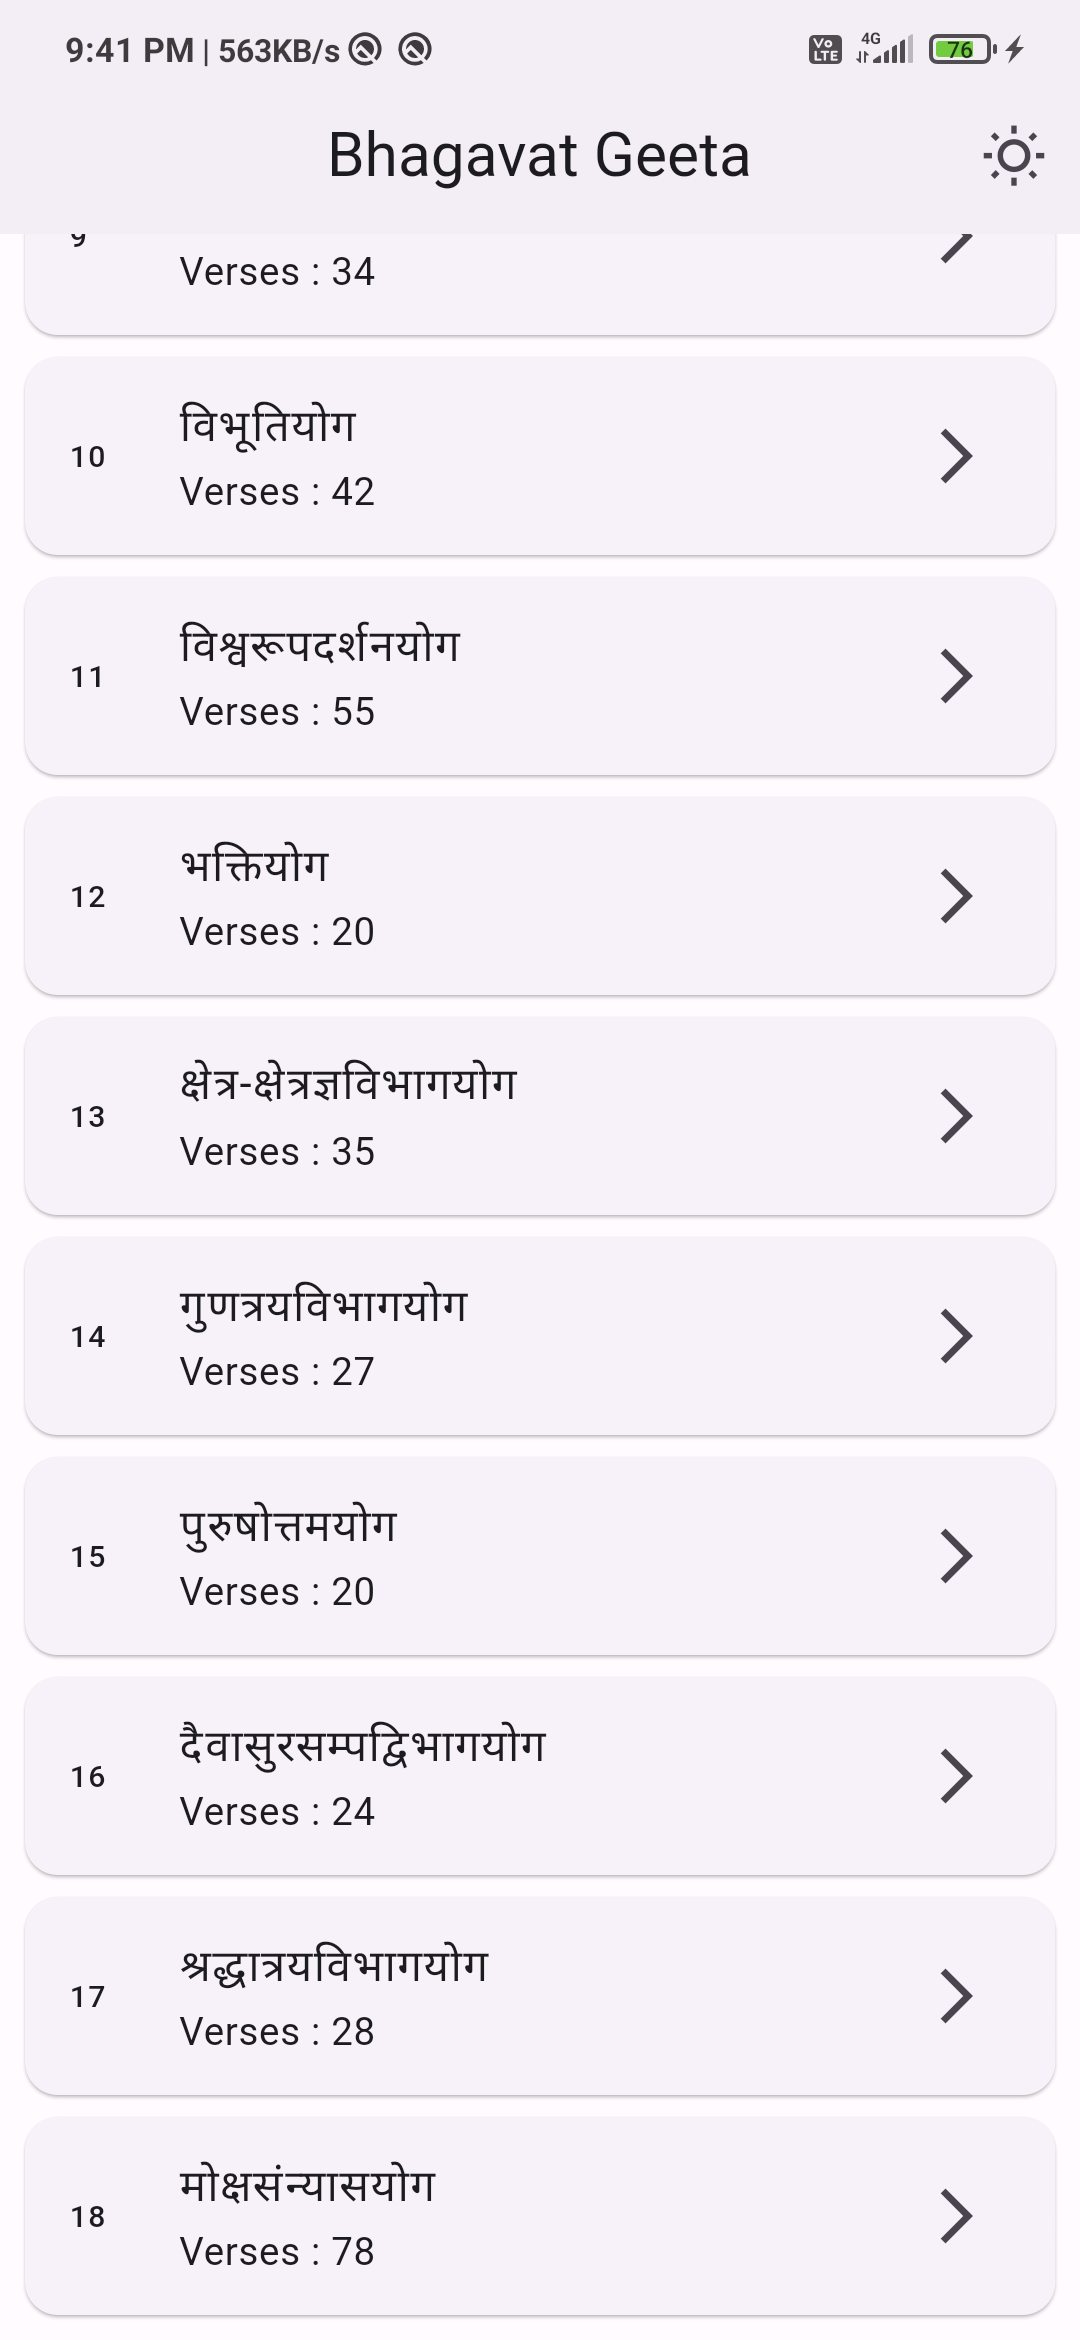 9:41 PM | 563KB/s
Vo LTE 4G 76
Bhagavat Geeta
9
Verses : 34
विभूतियोग
10
Verses : 42
विश्वरूपदर्शनयोग
11
Verses : 55
भक्तियोग
12
Verses : 20
क्षेत्र-क्षेत्रज्ञविभागयोग
13
Verses : 35
गुणत्रयविभागयोग
14
Verses : 27
पुरुषोत्तमयोग
15
Verses : 20
दैवासुरसम्पद्विभागयोग
16
Verses : 24
श्रद्धात्रयविभागयोग
17
Verses : 28
मोक्षसंन्यासयोग
18
Verses : 78